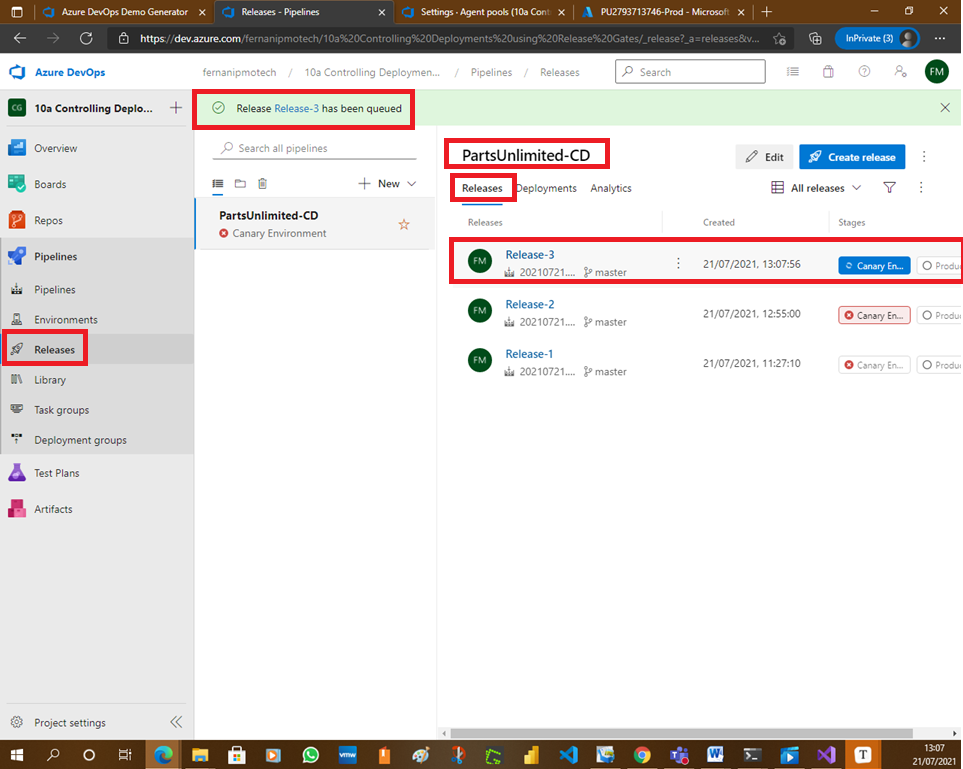 Azure DevOps Demo Generator
Releases - Pipelines
Settings - Agent pools (10a Cont
PU2793713746-Prod - Microsoft
https://dev.azure.com/fernanipmotech/10a%20Controlling%20Deployments%20using%20Release%20Gates/_release?_a=releases&v...
InPrivate (3)
Azure DevOps
fernanipmotech / 10a Controlling Deploymen... / Pipelines / Releases
Search
FM
CG
10a Controlling Deplo...
Release Release-3 has been queued
Overview
Boards
Repos
Pipelines
Pipelines
Environments
Releases
Library
Task groups
Deployment groups
Test Plans
Artifacts
Project settings
Search all pipelines
New
PartsUnlimited-CD
Canary Environment
PartsUnlimited-CD
Edit
Create release
Releases
Deployments
Analytics
All releases
Releases
Created
Stages
FM
Release-3
20210721....
master
21/07/2021, 13:07:56
Canary En...
Produ
FM
Release-2
20210721....
master
21/07/2021, 12:55:00
Canary En...
Produ
FM
Release-1
20210721....
master
21/07/2021, 11:27:10
Canary En...
Produ
vmw
W
T
13:07
21/07/2021